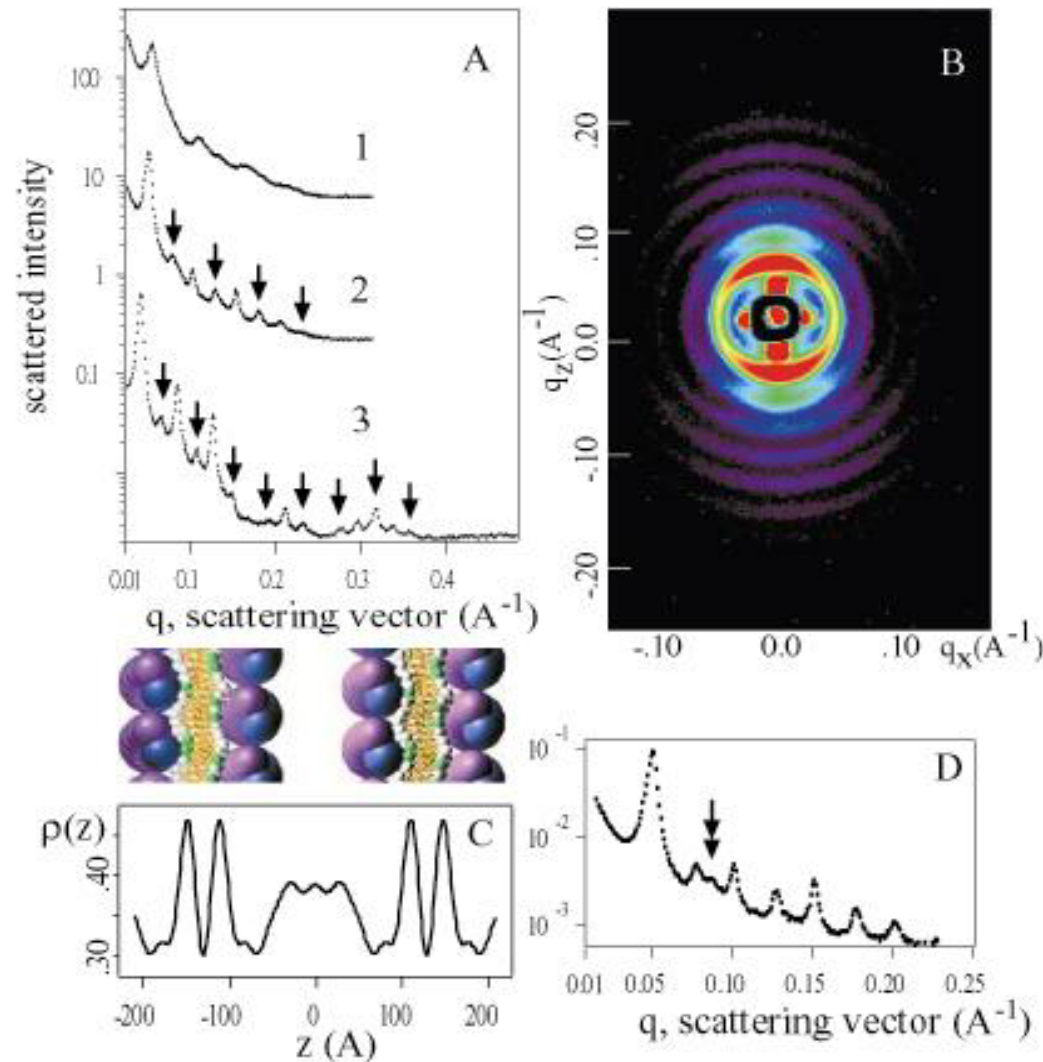 A
100
10
1
0.1
scattered intensity
1
2
3
0.01 0.1 0.2 0.3 0.4
q, scattering vector (A⁻¹)
B
.20
.10
0.0
-.10
-.20
qz(A⁻¹)
-.10 0.0 .10 qx(A⁻¹)
C
ρ(z)
.40
.30
-200 -100 0 100 200
z (A)
D
10⁻¹
10⁻²
10⁻³
0.01 0.05 0.10 0.15 0.20 0.25
q, scattering vector (A⁻¹)